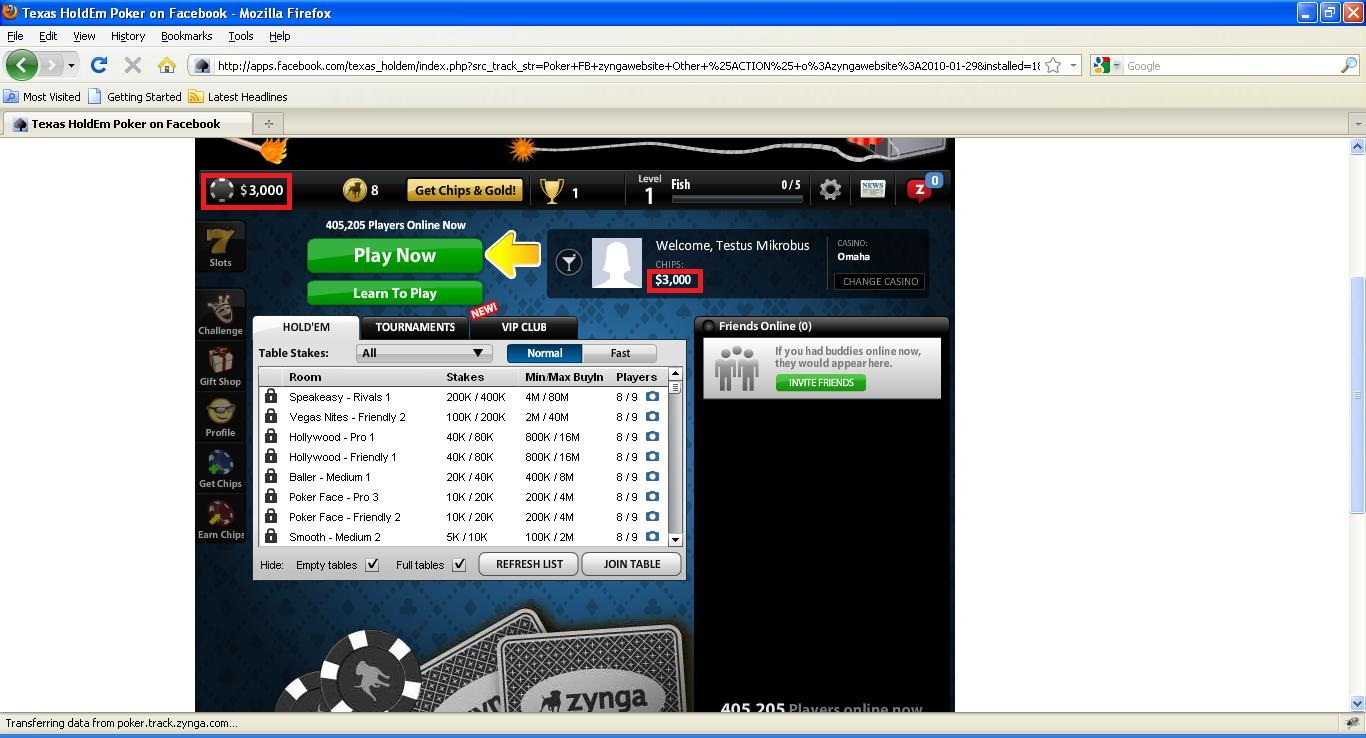 Texas HoldEm Poker on Facebook - Mozilla Firefox
File Edit View History Bookmarks Tools Help
http://apps.facebook.com/texas_holdem/index.php?src_track_str=Poker+FB+zyngawebsite+Other+%25ACTION%25+o%3Azyngawebsite%3A2010-01-29&installed=18
Google
Most Visited Getting Started Latest Headlines
Texas HoldEm Poker on Facebook
$3,000
8
Get Chips & Gold!
1
Level
1
Fish
0 / 5
NEWS
Z
0
405,205 Players Online Now
Play Now
Learn To Play
Welcome, Testus Mikrobus
CHIPS:
$3,000
CASINO:
Omaha
CHANGE CASINO
7
Slots
Challenge
Gift Shop
Profile
Get Chips
Earn Chips
NEW!
HOLD'EM TOURNAMENTS VIP CLUB
Table Stakes: All Normal Fast
Room Stakes Min/Max BuyIn Players
Speakeasy - Rivals 1 200K / 400K 4M / 80M 8 / 9
Vegas Nites - Friendly 2 100K / 200K 2M / 40M 8 / 9
Hollywood - Pro 1 40K / 80K 800K / 16M 8 / 9
Hollywood - Friendly 1 40K / 80K 800K / 16M 8 / 9
Baller - Medium 1 20K / 40K 400K / 8M 8 / 9
Poker Face - Pro 3 10K / 20K 200K / 4M 8 / 9
Poker Face - Friendly 2 10K / 20K 200K / 4M 8 / 9
Smooth - Medium 2 5K / 10K 100K / 2M 8 / 9
Hide: Empty tables Full tables REFRESH LIST JOIN TABLE
Friends Online (0)
If you had buddies online now,
they would appear here.
INVITE FRIENDS
zynga
405,205 Players online now
Transferring data from poker.track.zynga.com...